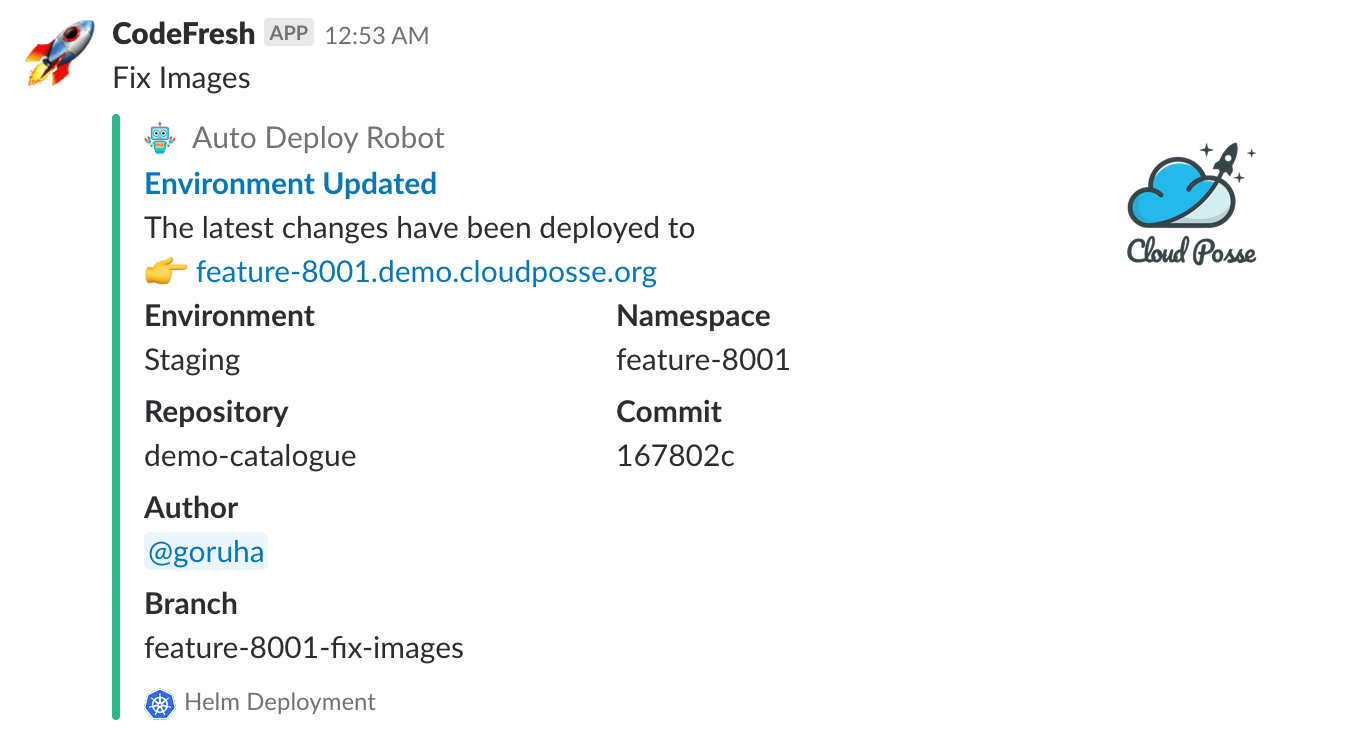 CodeFresh APP 12:53 AM
Fix Images
Auto Deploy Robot
Environment Updated
The latest changes have been deployed to
feature-8001.demo.cloudposse.org
Cloud Posse
Environment Namespace
Staging feature-8001
Repository Commit
demo-catalogue 167802c
Author
@goruha
Branch
feature-8001-fix-images
Helm Deployment